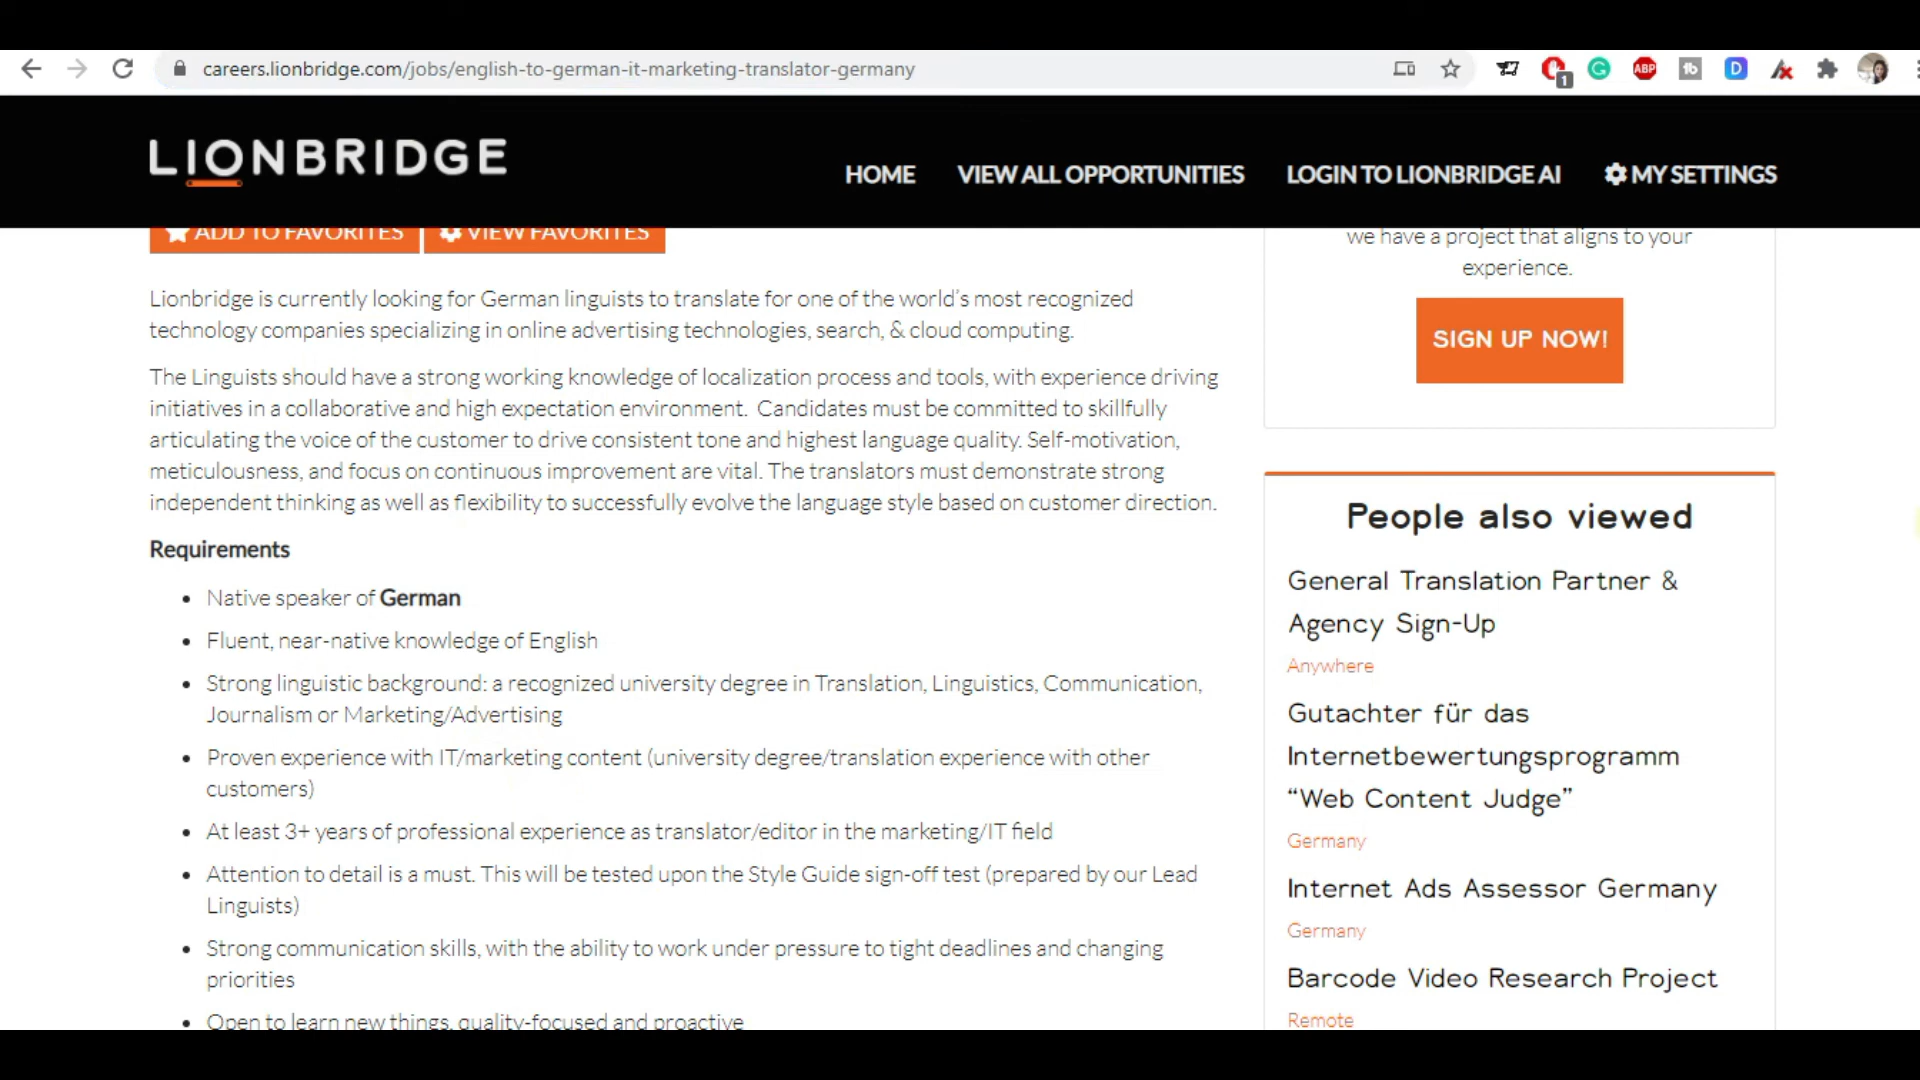 careers.lionbridge.com/jobs/english-to-german-it-marketing-translator-germany
1
G
ABP
tb
D
LIONBRIDGE
HOME
VIEW ALL OPPORTUNITIES
LOGIN TO LIONBRIDGE AI
MY SETTINGS
ADD TO FAVORITES
VIEW FAVORITES
Lionbridge is currently looking for German linguists to translate for one of the world’s most recognized
technology companies specializing in online advertising technologies, search, & cloud computing.
The Linguists should have a strong working knowledge of localization process and tools, with experience driving
initiatives in a collaborative and high expectation environment.  Candidates must be committed to skillfully
articulating the voice of the customer to drive consistent tone and highest language quality. Self-motivation,
meticulousness, and focus on continuous improvement are vital. The translators must demonstrate strong
independent thinking as well as flexibility to successfully evolve the language style based on customer direction.
Requirements
• Native speaker of German
• Fluent, near-native knowledge of English
• Strong linguistic background: a recognized university degree in Translation, Linguistics, Communication,
Journalism or Marketing/Advertising
• Proven experience with IT/marketing content (university degree/translation experience with other
customers)
• At least 3+ years of professional experience as translator/editor in the marketing/IT field
• Attention to detail is a must. This will be tested upon the Style Guide sign-off test (prepared by our Lead
Linguists)
• Strong communication skills, with the ability to work under pressure to tight deadlines and changing
priorities
• Open to learn new things, quality-focused and proactive
we have a project that aligns to your
experience.
SIGN UP NOW!
People also viewed
General Translation Partner &
Agency Sign-Up
Anywhere
Gutachter für das
Internetbewertungsprogramm
“Web Content Judge”
Germany
Internet Ads Assessor Germany
Germany
Barcode Video Research Project
Remote